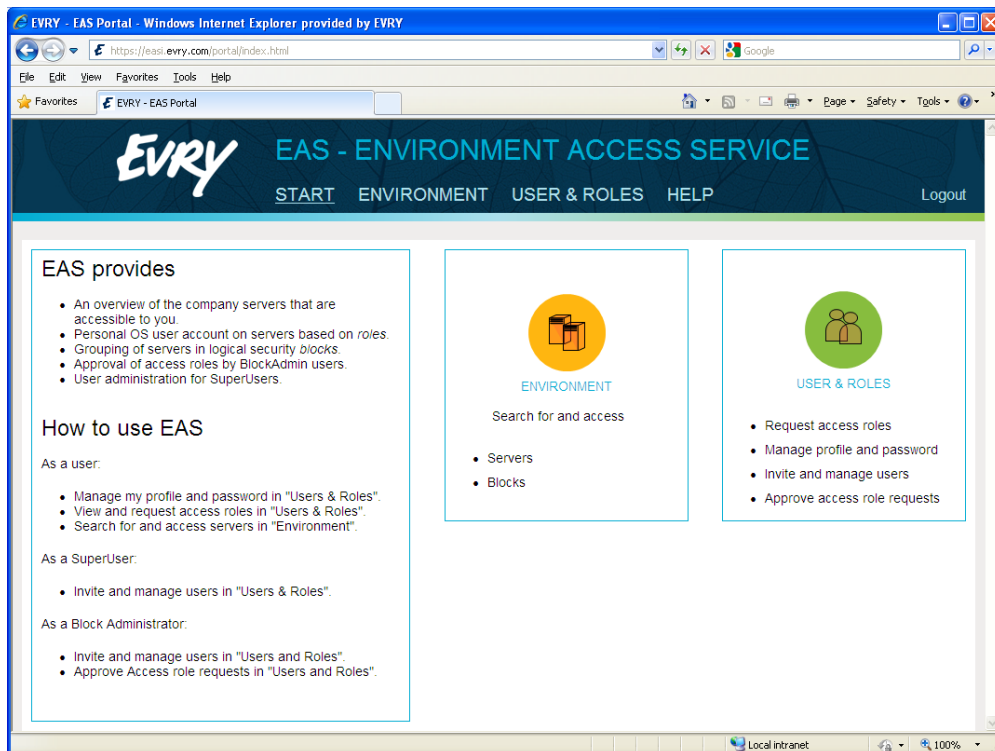 EVRY - EAS Portal - Windows Internet Explorer provided by EVRY
https://easi.evry.com/portal/index.html
Google
File Edit View Favorites Tools Help
Favorites
EVRY - EAS Portal
Page
Safety
Tools
EVRY
EAS - ENVIRONMENT ACCESS SERVICE
START ENVIRONMENT USER & ROLES HELP
Logout
EAS provides
• An overview of the company servers that are
accessible to you.
• Personal OS user account on servers based on roles.
• Grouping of servers in logical security blocks.
• Approval of access roles by BlockAdmin users.
• User administration for SuperUsers.
How to use EAS
As a user:
• Manage my profile and password in "Users & Roles".
• View and request access roles in "Users & Roles".
• Search for and access servers in "Environment".
As a SuperUser:
• Invite and manage users in "Users & Roles".
As a Block Administrator:
• Invite and manage users in "Users and Roles".
• Approve Access role requests in "Users and Roles".
ENVIRONMENT
Search for and access
• Servers
• Blocks
USER & ROLES
• Request access roles
• Manage profile and password
• Invite and manage users
• Approve access role requests
Local intranet
100%